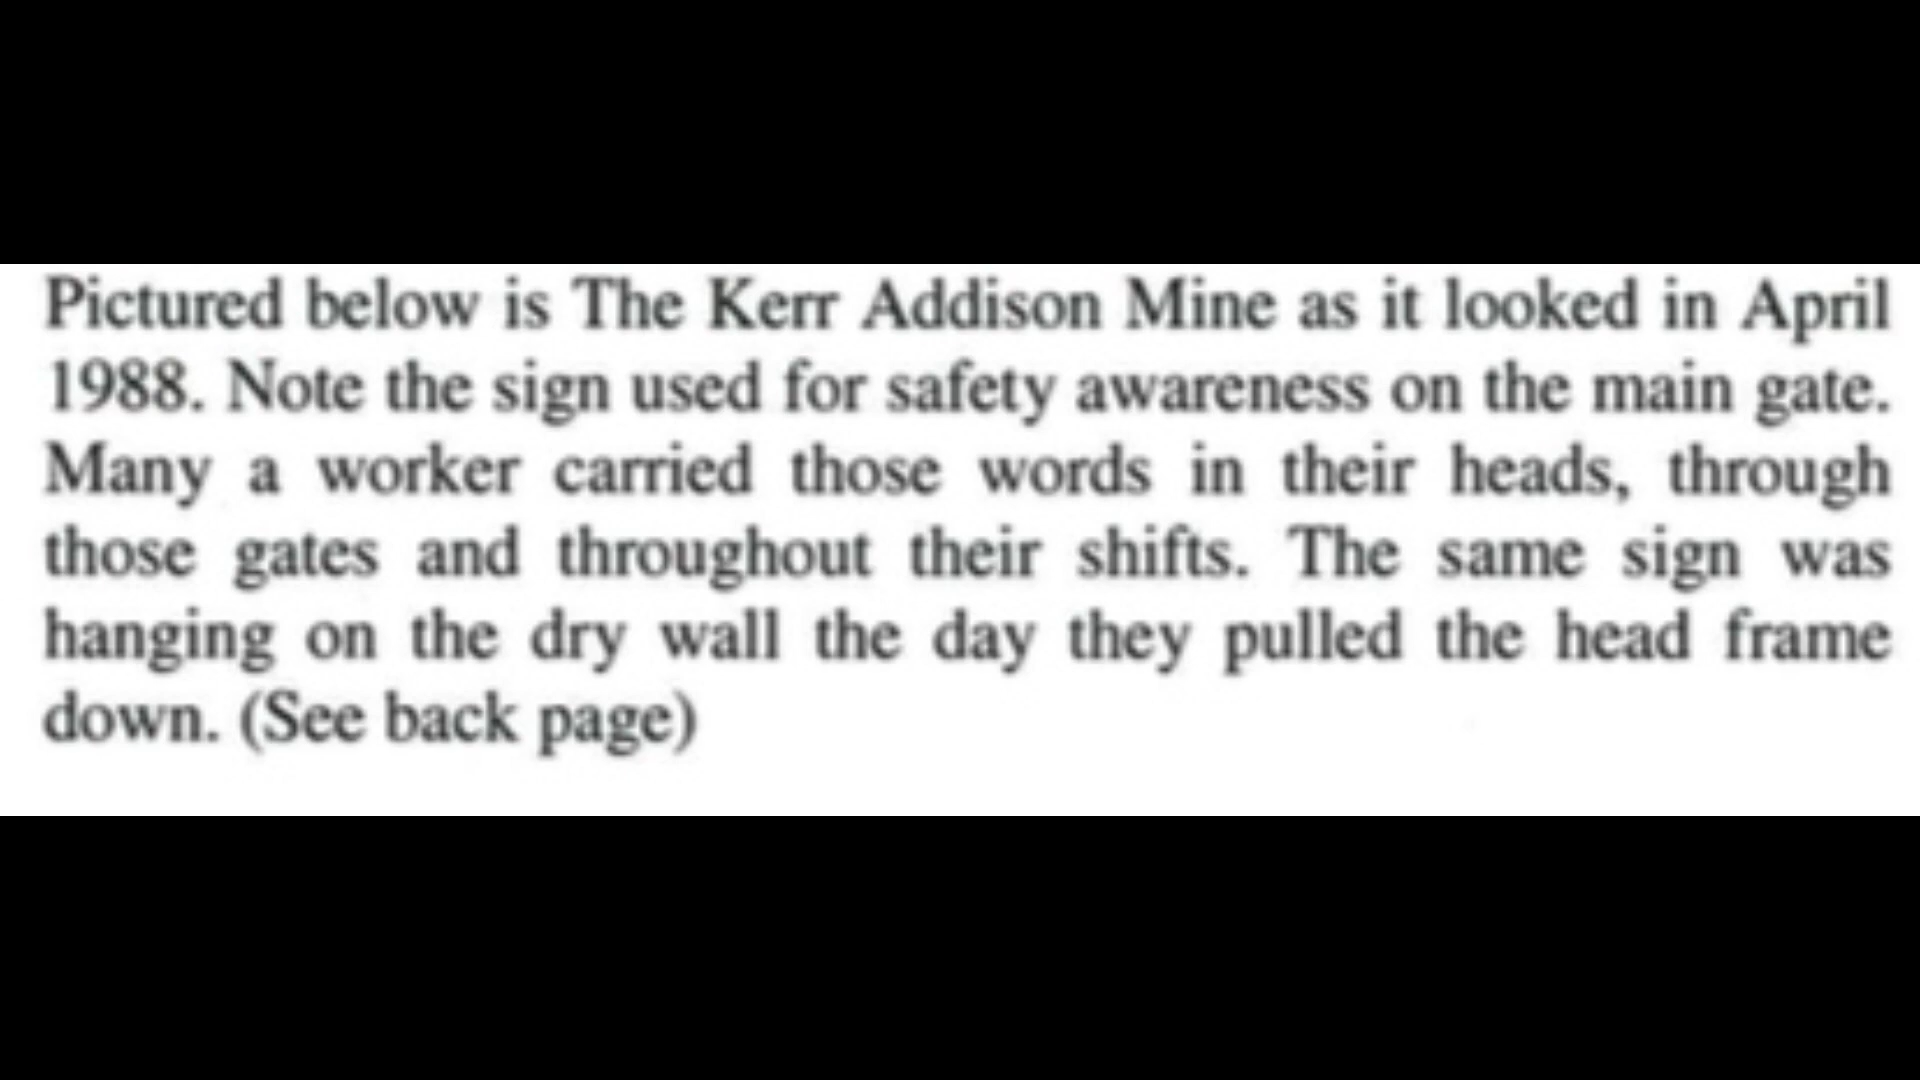 Pictured below is The Kerr Addison Mine as it looked in April
1988. Note the sign used for safety awareness on the main gate.
Many a worker carried those words in their heads, through
those gates and throughout their shifts. The same sign was
hanging on the dry wall the day they pulled the head frame
down. (See back page)